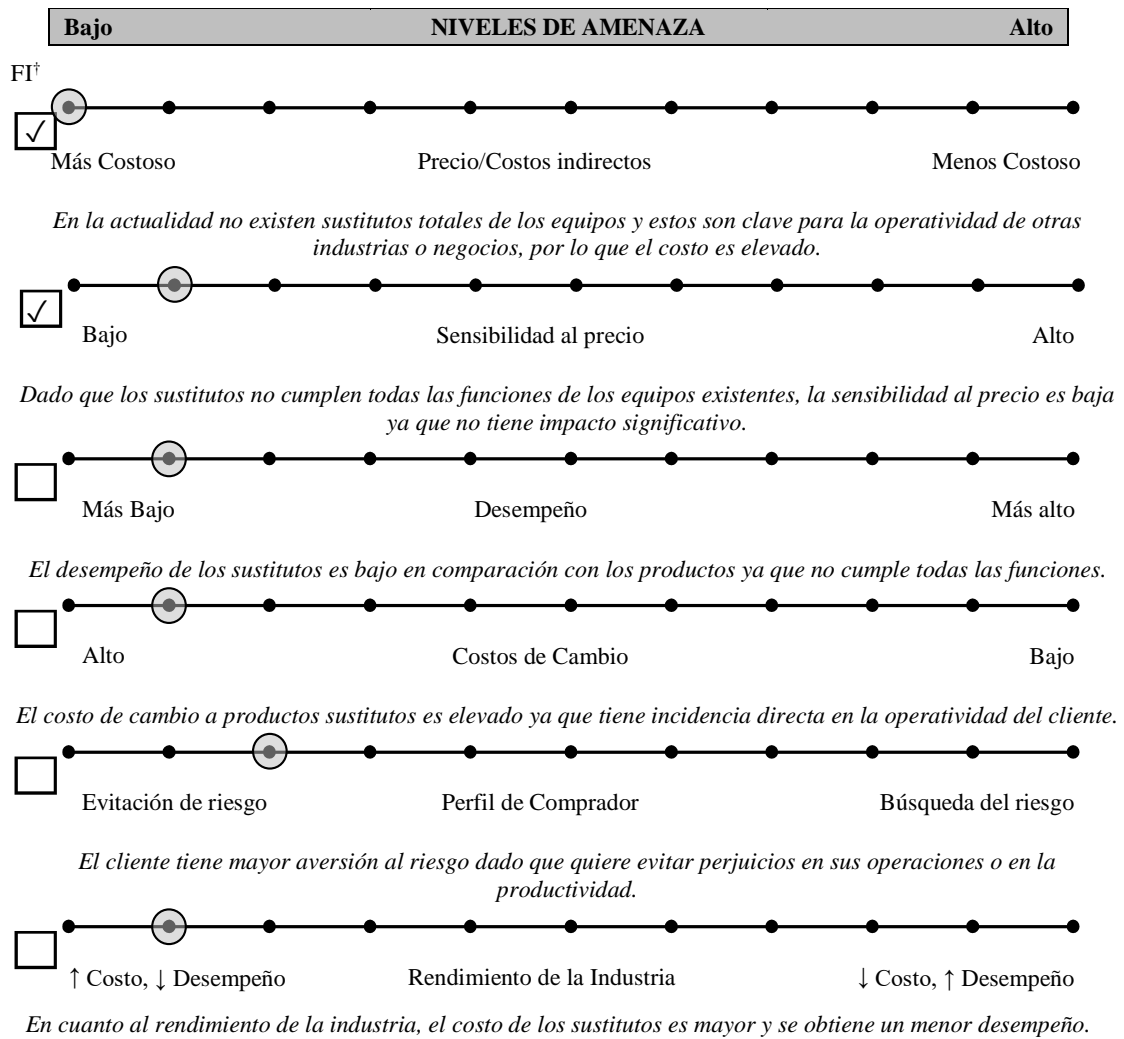 Bajo NIVELES DE AMENAZA Alto
FI†
✓
Más Costoso Precio/Costos indirectos Menos Costoso
En la actualidad no existen sustitutos totales de los equipos y estos son clave para la operatividad de otras
industrias o negocios, por lo que el costo es elevado.
✓
Bajo Sensibilidad al precio Alto
Dado que los sustitutos no cumplen todas las funciones de los equipos existentes, la sensibilidad al precio es baja
ya que no tiene impacto significativo.
Más Bajo Desempeño Más alto
El desempeño de los sustitutos es bajo en comparación con los productos ya que no cumple todas las funciones.
Alto Costos de Cambio Bajo
El costo de cambio a productos sustitutos es elevado ya que tiene incidencia directa en la operatividad del cliente.
Evitación de riesgo Perfil de Comprador Búsqueda del riesgo
El cliente tiene mayor aversión al riesgo dado que quiere evitar perjuicios en sus operaciones o en la
productividad.
↑ Costo, ↓ Desempeño Rendimiento de la Industria ↓ Costo, ↑ Desempeño
En cuanto al rendimiento de la industria, el costo de los sustitutos es mayor y se obtiene un menor desempeño.